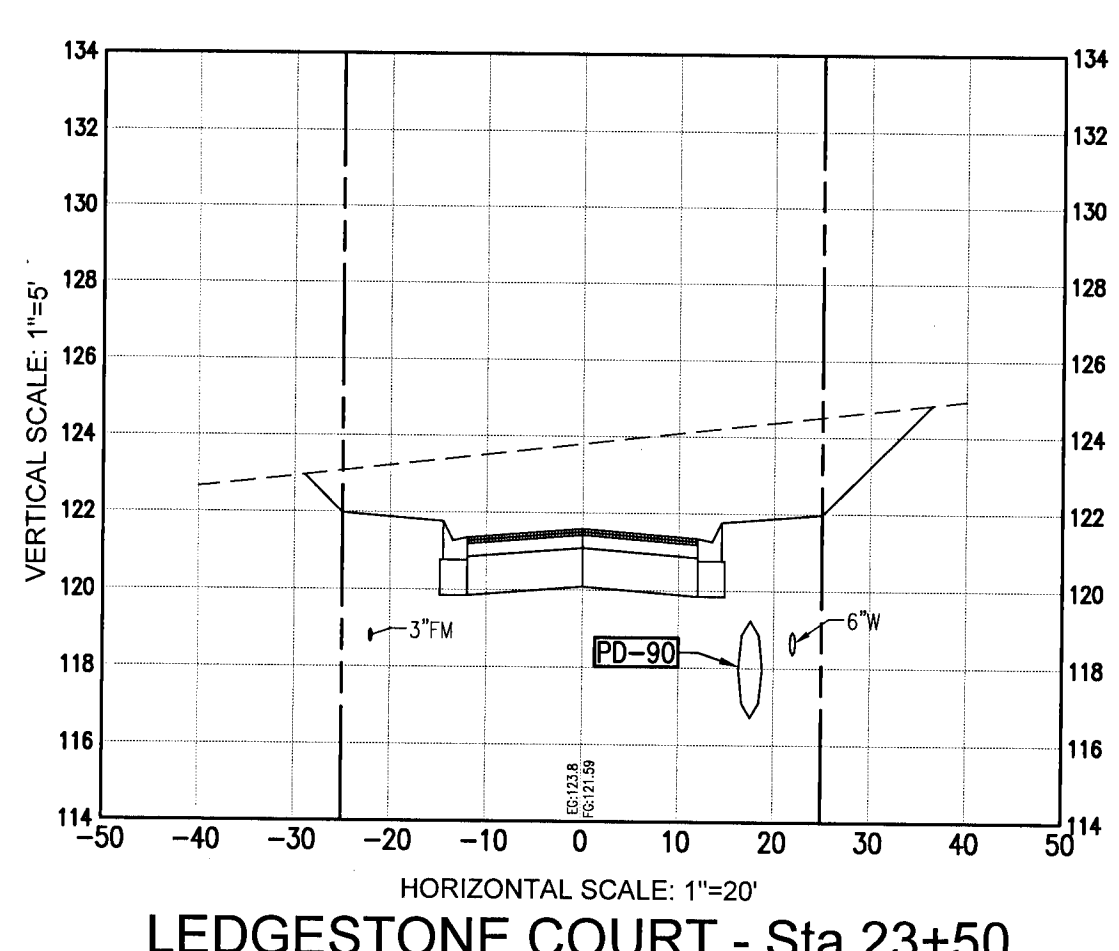 134 134
132 132
130 130
128 128
126 126
124 124
122 122
120 120
118 118
116 116
114 114
VERTICAL SCALE: 1"=5'
3"FM
PD-90
6"W
EG:123.8
FG:121.59
-50 -40 -30 -20 -10 0 10 20 30 40 50
HORIZONTAL SCALE: 1"=20'
LEDGESTONE COURT - Sta 23+50